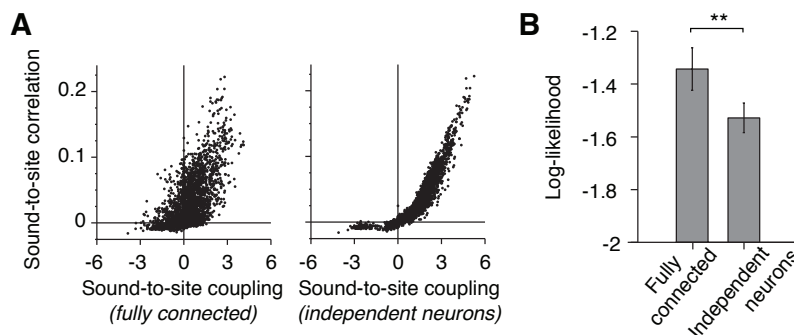 A
Sound-to-site correlation
0.2
0.1
0
-6 -3 0 3 6
Sound-to-site coupling
(fully connected)
-6 -3 0 3 6
Sound-to-site coupling
(independent neurons)
B
**
Log-likelihood
-1.2
-1.4
-1.6
-1.8
-2
Fully
connected
Independent
neurons